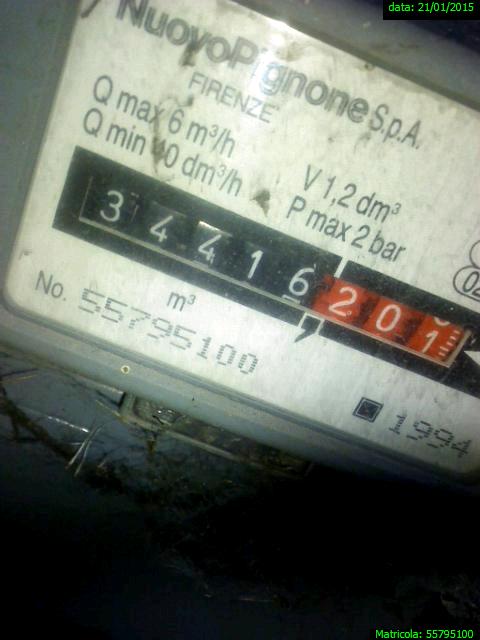 data: 21/01/2015
NuovoPignone S.p.A.
FIRENZE
Q max 6 m³/h
Q min 40 dm³/h
V 1,2 dm³
P max 2 bar
34416,201
m³
No. 55795100
1994
Matricola: 55795100